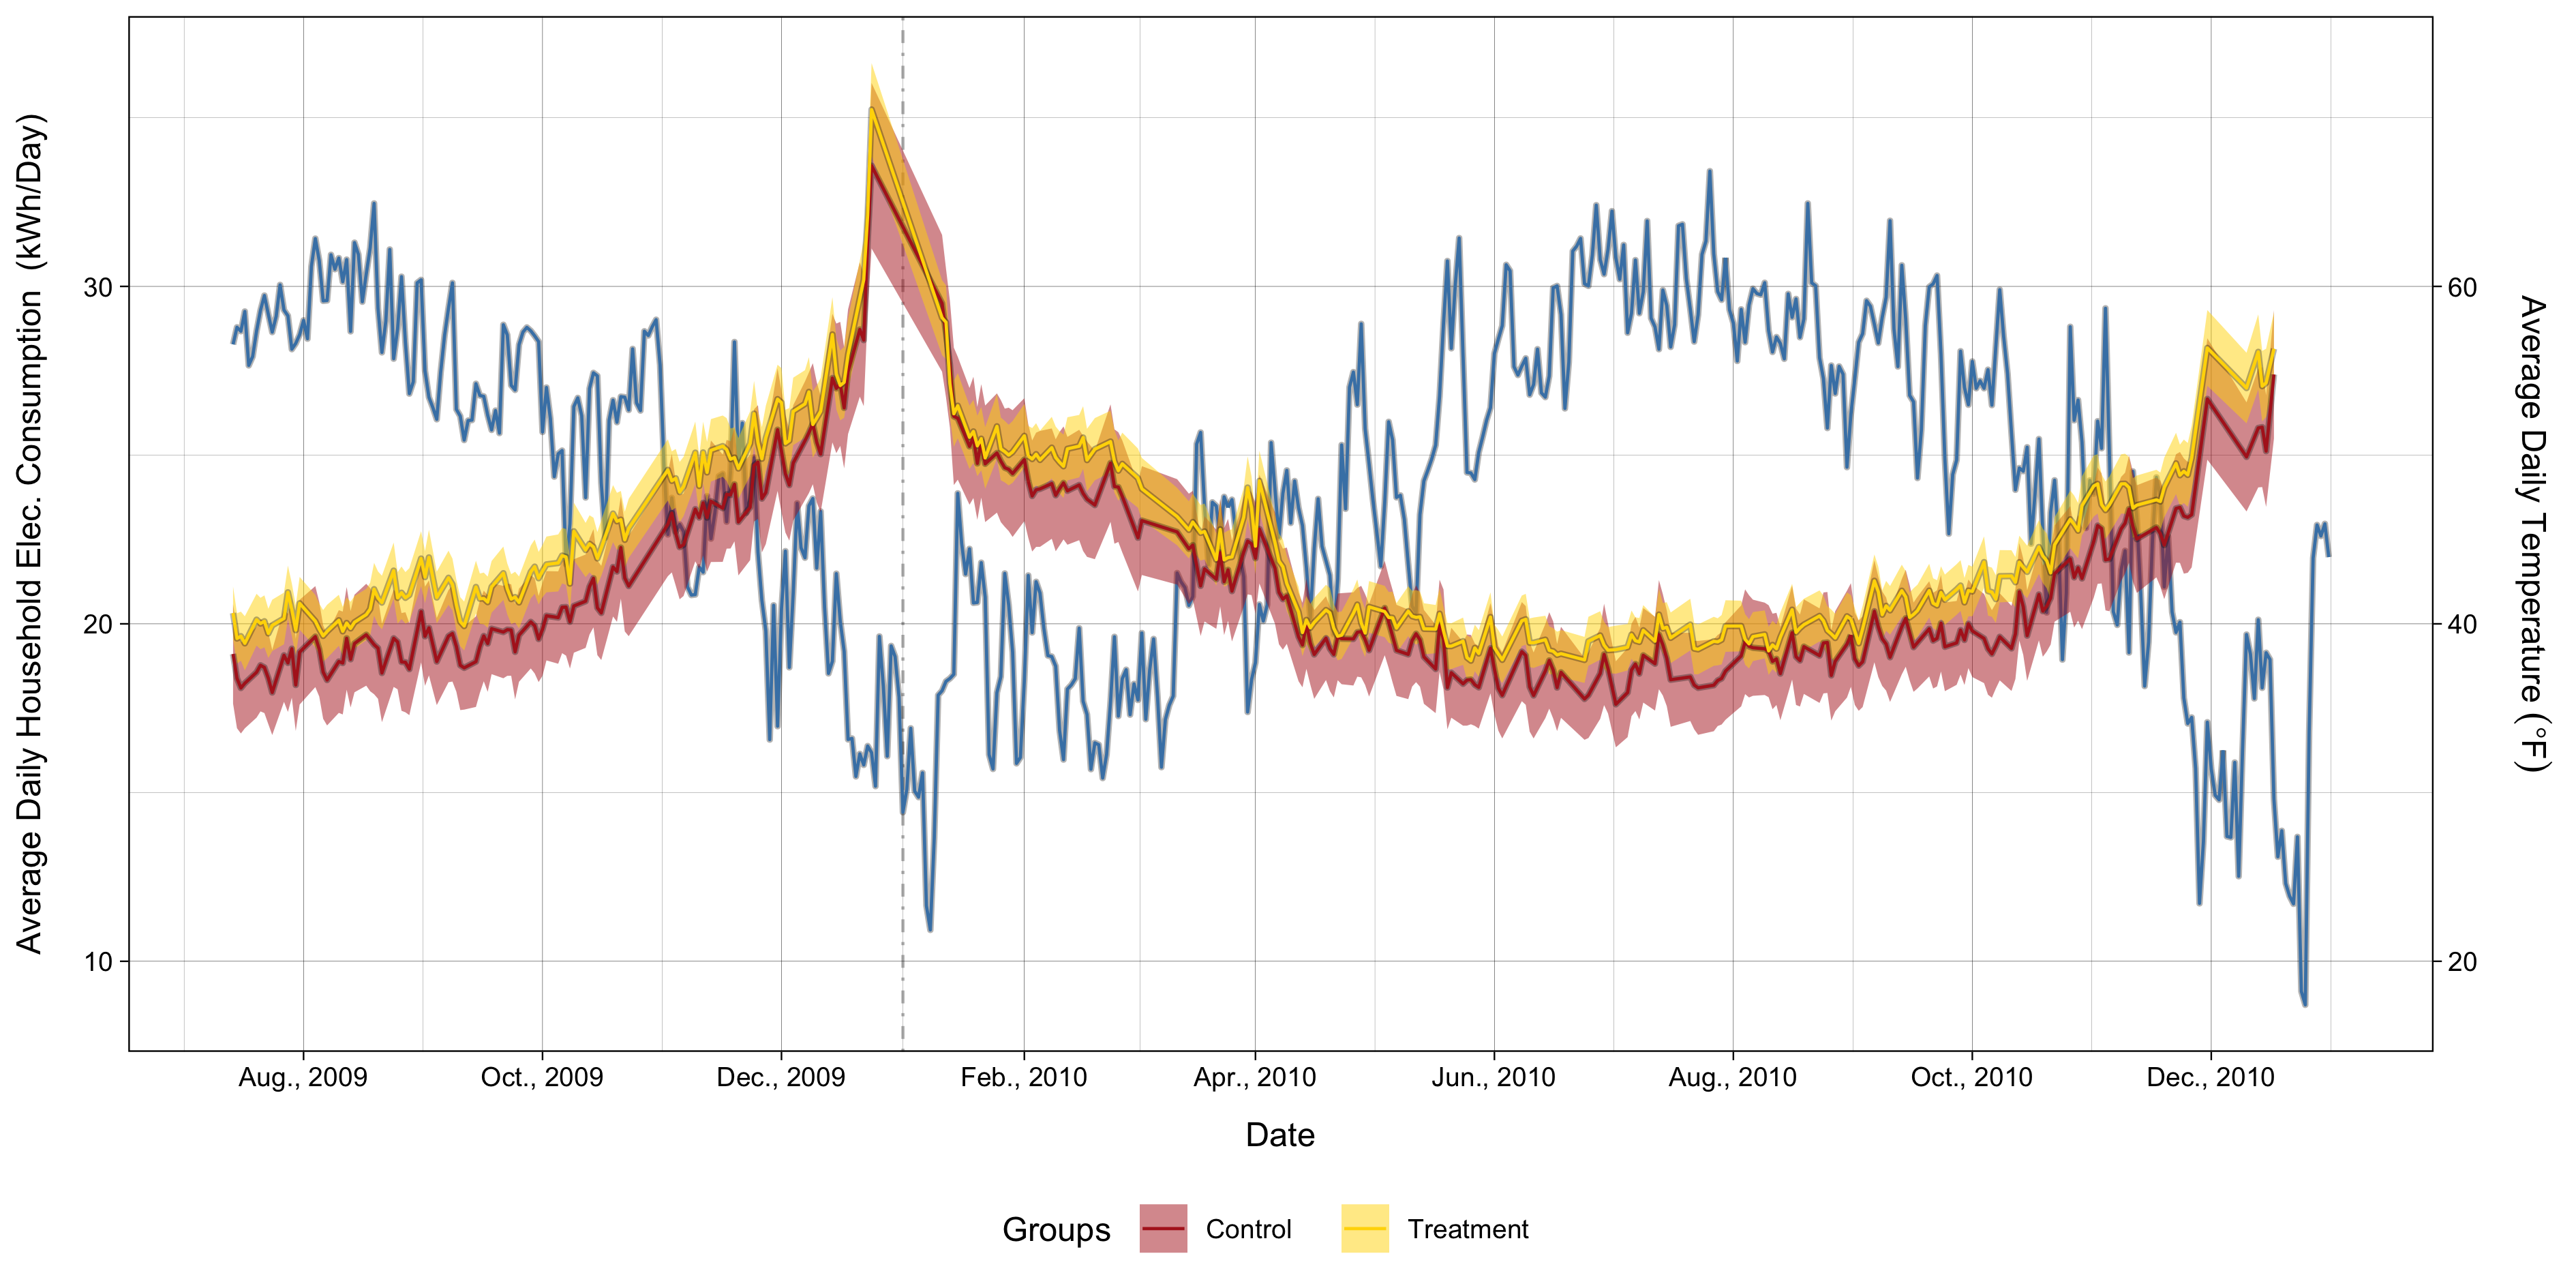 Average Daily Household Elec. Consumption (kWh/Day)
30
20
10
60
40
20
Average Daily Temperature (°F)
Aug., 2009
Oct., 2009
Dec., 2009
Feb., 2010
Apr., 2010
Jun., 2010
Aug., 2010
Oct., 2010
Dec., 2010
Date
Groups Control Treatment